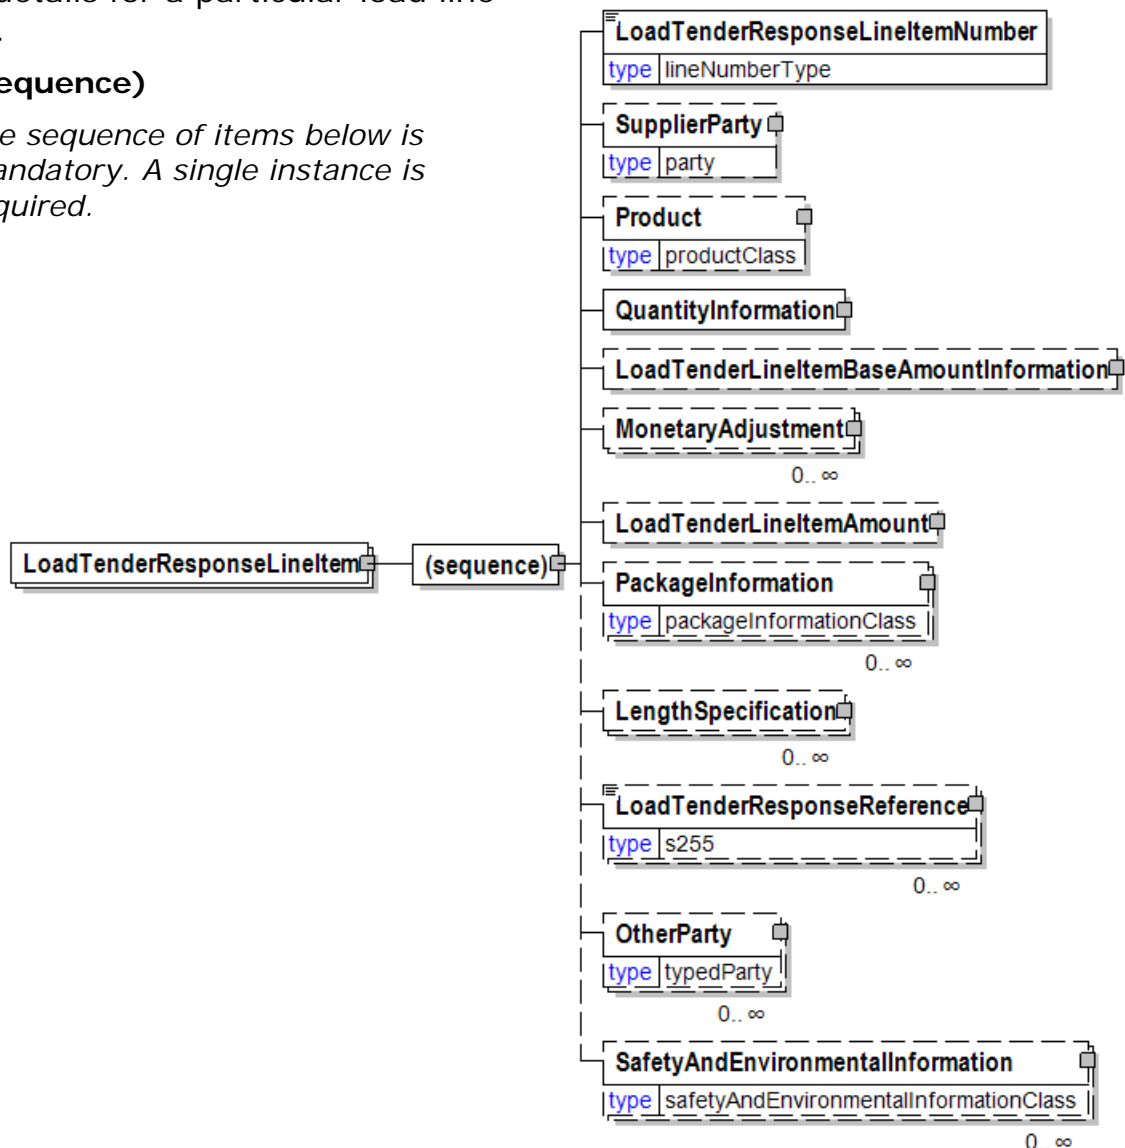 details for a particular load line
.
equence)
e sequence of items below is
andatory. A single instance is
quired.
LoadTenderResponseLineItemNumber
type lineNumberType
SupplierParty
type party
Product
type productClass
QuantityInformation
LoadTenderLineItemBaseAmountInformation
MonetaryAdjustment
0.. ∞
LoadTenderLineItemAmount
LoadTenderResponseLineItem
(sequence)
PackageInformation
type packageInformationClass
0.. ∞
LengthSpecification
0.. ∞
LoadTenderResponseReference
type s255
0.. ∞
OtherParty
type typedParty
0.. ∞
SafetyAndEnvironmentalInformation
type safetyAndEnvironmentalInformationClass
0.. ∞